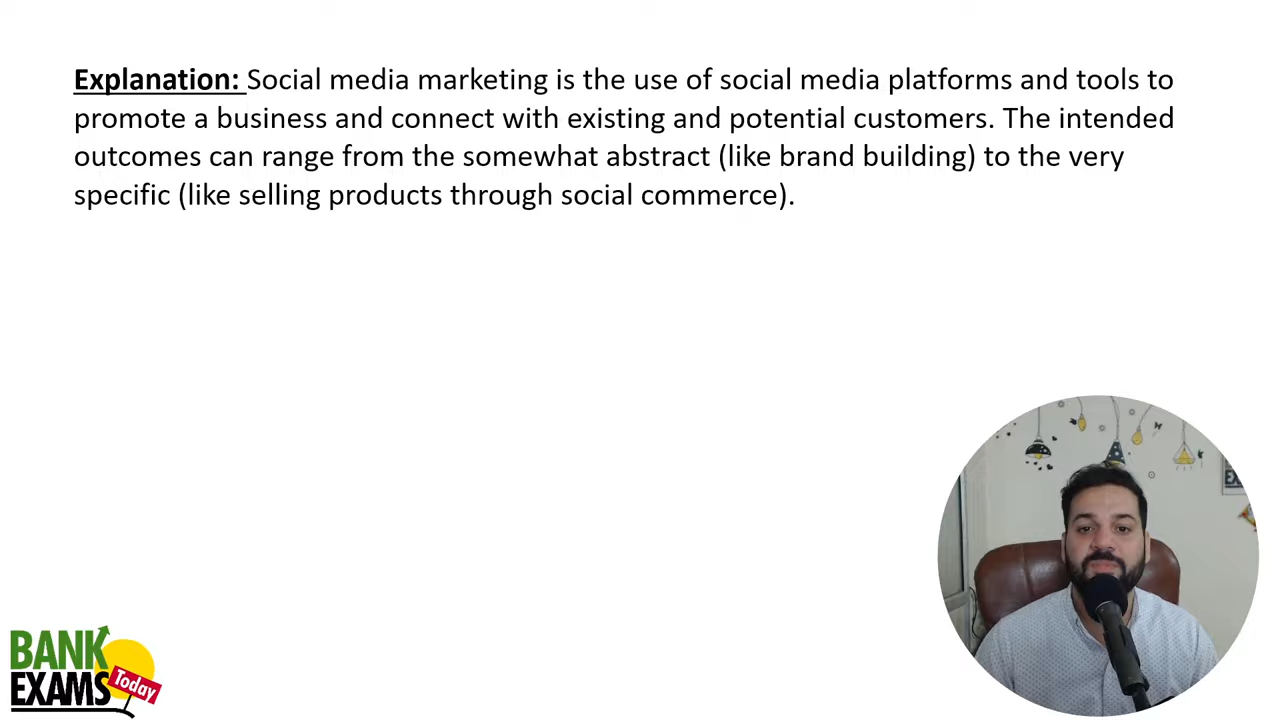 Explanation: Social media marketing is the use of social media platforms and tools to
promote a business and connect with existing and potential customers. The intended
outcomes can range from the somewhat abstract (like brand building) to the very
specific (like selling products through social commerce).
BANK
EXAMS
Today